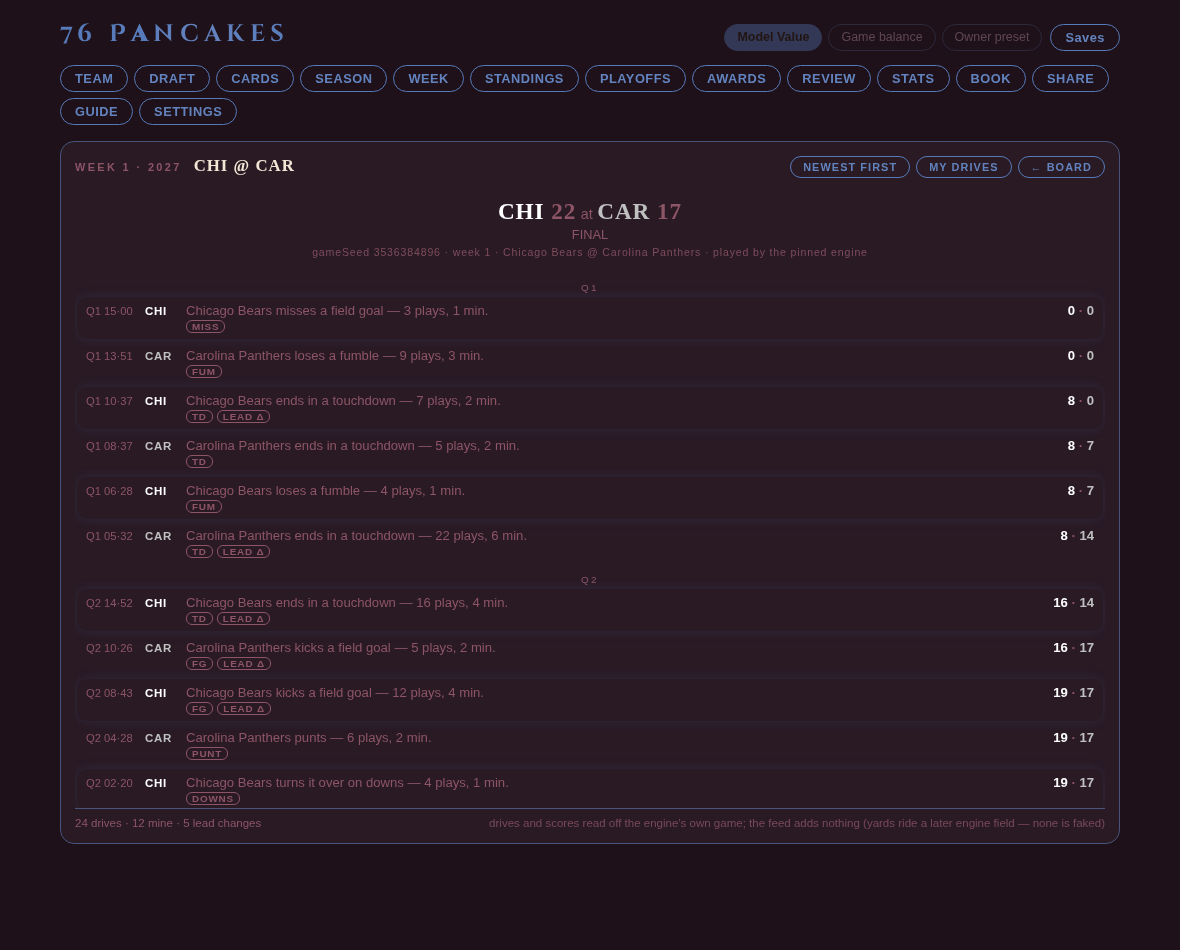 76 PANCAKES
Model Value Game balance Owner preset Saves
TEAM DRAFT CARDS SEASON WEEK STANDINGS PLAYOFFS AWARDS REVIEW STATS BOOK SHARE
GUIDE SETTINGS
WEEK 1 · 2027 CHI @ CAR NEWEST FIRST MY DRIVES ← BOARD
CHI 22 at CAR 17
FINAL
gameSeed 3536384896 · week 1 · Chicago Bears @ Carolina Panthers · played by the pinned engine
Q1
Q1 15·00 CHI Chicago Bears misses a field goal — 3 plays, 1 min. 0 · 0
MISS
Q1 13·51 CAR Carolina Panthers loses a fumble — 9 plays, 3 min. 0 · 0
FUM
Q1 10·37 CHI Chicago Bears ends in a touchdown — 7 plays, 2 min. 8 · 0
TD LEAD Δ
Q1 08·37 CAR Carolina Panthers ends in a touchdown — 5 plays, 2 min. 8 · 7
TD
Q1 06·28 CHI Chicago Bears loses a fumble — 4 plays, 1 min. 8 · 7
FUM
Q1 05·32 CAR Carolina Panthers ends in a touchdown — 22 plays, 6 min. 8 · 14
TD LEAD Δ
Q2
Q2 14·52 CHI Chicago Bears ends in a touchdown — 16 plays, 4 min. 16 · 14
TD LEAD Δ
Q2 10·26 CAR Carolina Panthers kicks a field goal — 5 plays, 2 min. 16 · 17
FG LEAD Δ
Q2 08·43 CHI Chicago Bears kicks a field goal — 12 plays, 4 min. 19 · 17
FG LEAD Δ
Q2 04·28 CAR Carolina Panthers punts — 6 plays, 2 min. 19 · 17
PUNT
Q2 02·20 CHI Chicago Bears turns it over on downs — 4 plays, 1 min. 19 · 17
DOWNS
24 drives · 12 mine · 5 lead changes drives and scores read off the engine's own game; the feed adds nothing (yards ride a later engine field — none is faked)